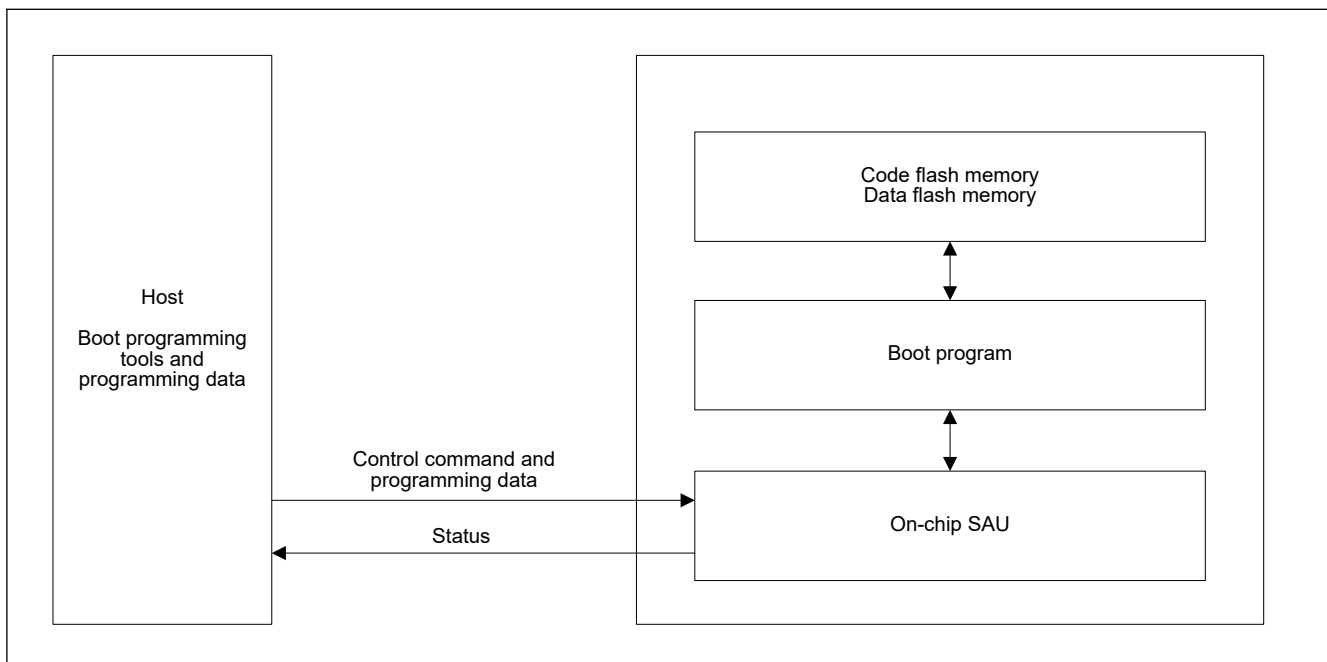 Host
Boot programming
tools and
programming data
Control command and
programming data
Status
Code flash memory
Data flash memory
Boot program
On-chip SAU